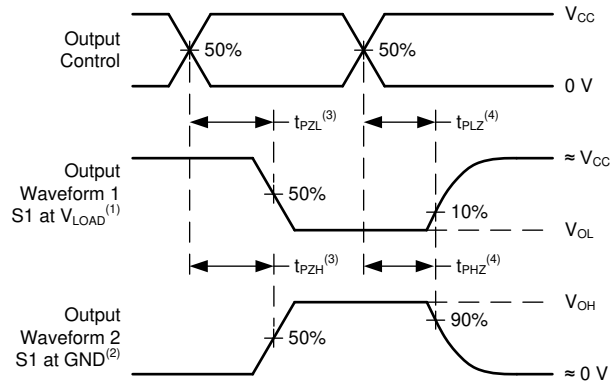 V_CC
Output
Control
50%
50%
0 V
t_PZL^(3)
t_PLZ^(4)
≈ V_CC
Output
Waveform 1
S1 at V_LOAD^(1)
50%
10%
V_OL
t_PZH^(3)
t_PHZ^(4)
V_OH
Output
Waveform 2
S1 at GND^(2)
50%
90%
≈ 0 V